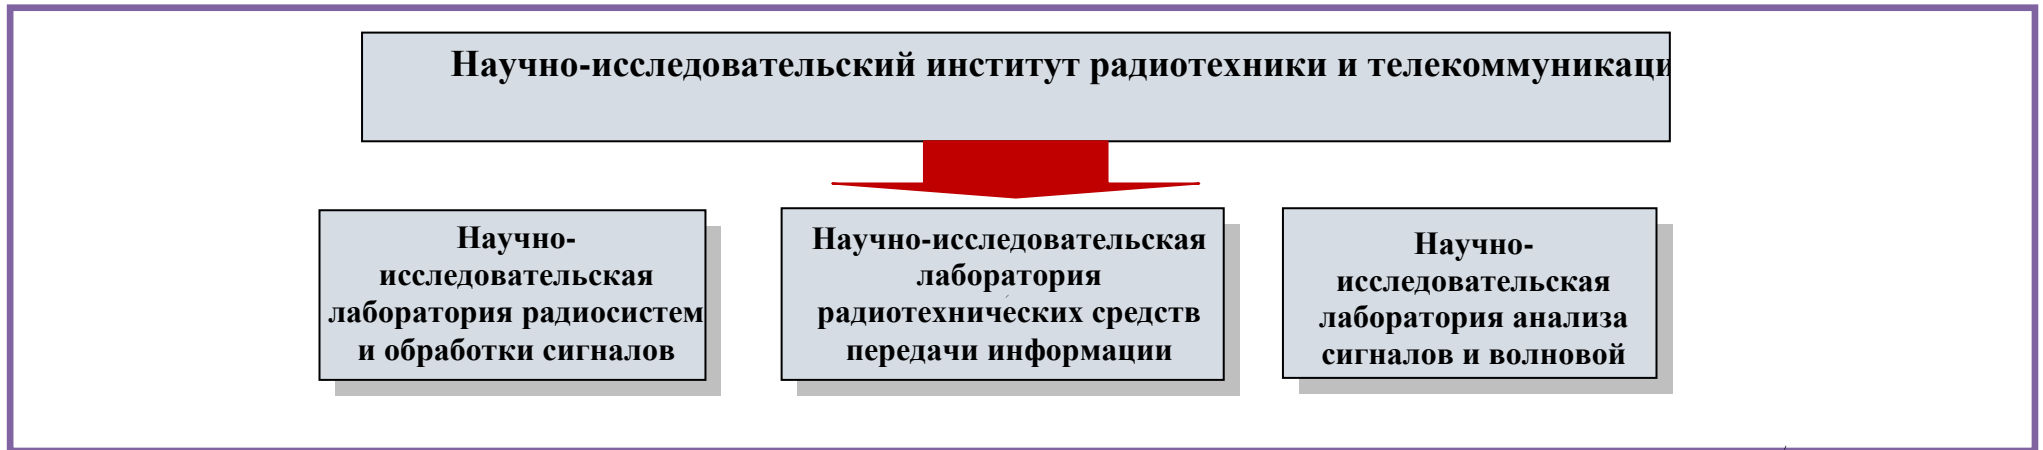 Научно-исследовательский институт радиотехники и телекоммуникаци
Научно-
исследовательская
лаборатория радиосистем
и обработки сигналов
Научно-исследовательская
лаборатория
радиотехнических средств
передачи информации
Научно-
исследовательская
лаборатория анализа
сигналов и волновой